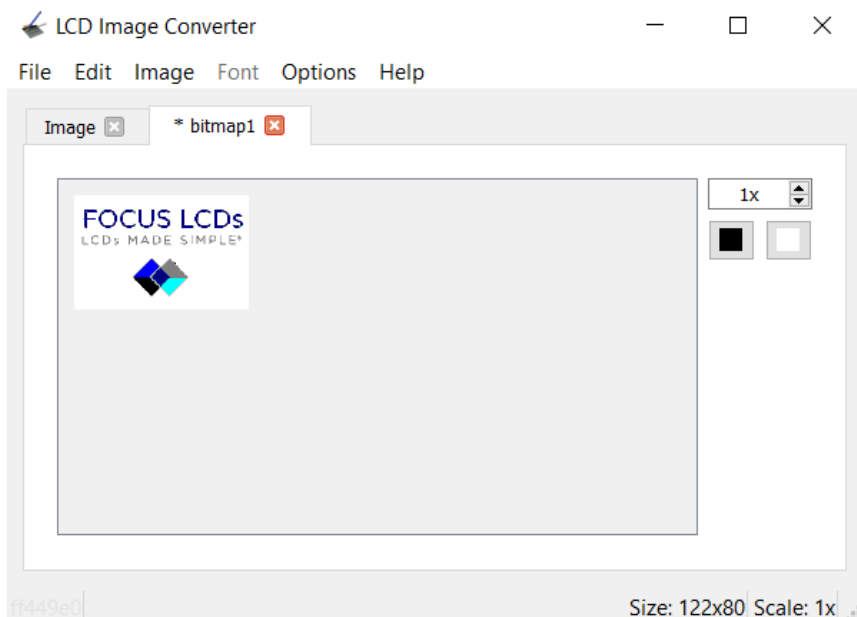 LCD Image Converter
File Edit Image Font Options Help
Image * bitmap1
1x
FOCUS LCDs
LCDs MADE SIMPLE®
ff449e0
Size: 122x80 Scale: 1x